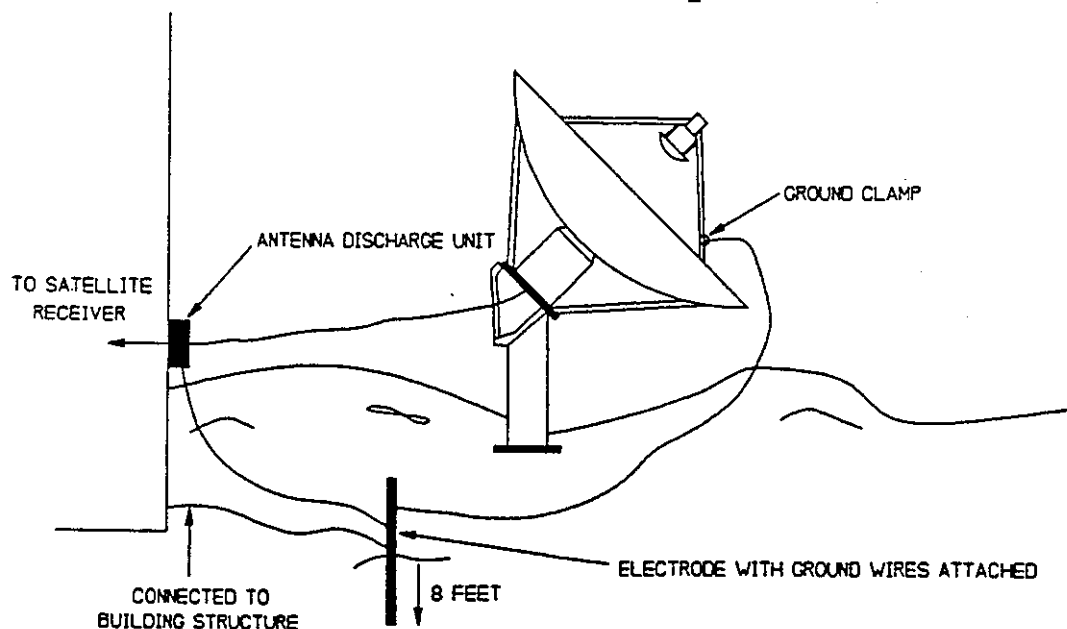 GROUND CLAMP
ANTENNA DISCHARGE UNIT
TO SATELLITE
RECEIVER
ELECTRODE WITH GROUND WIRES ATTACHED
8 FEET
CONNECTED TO
BUILDING STRUCTURE